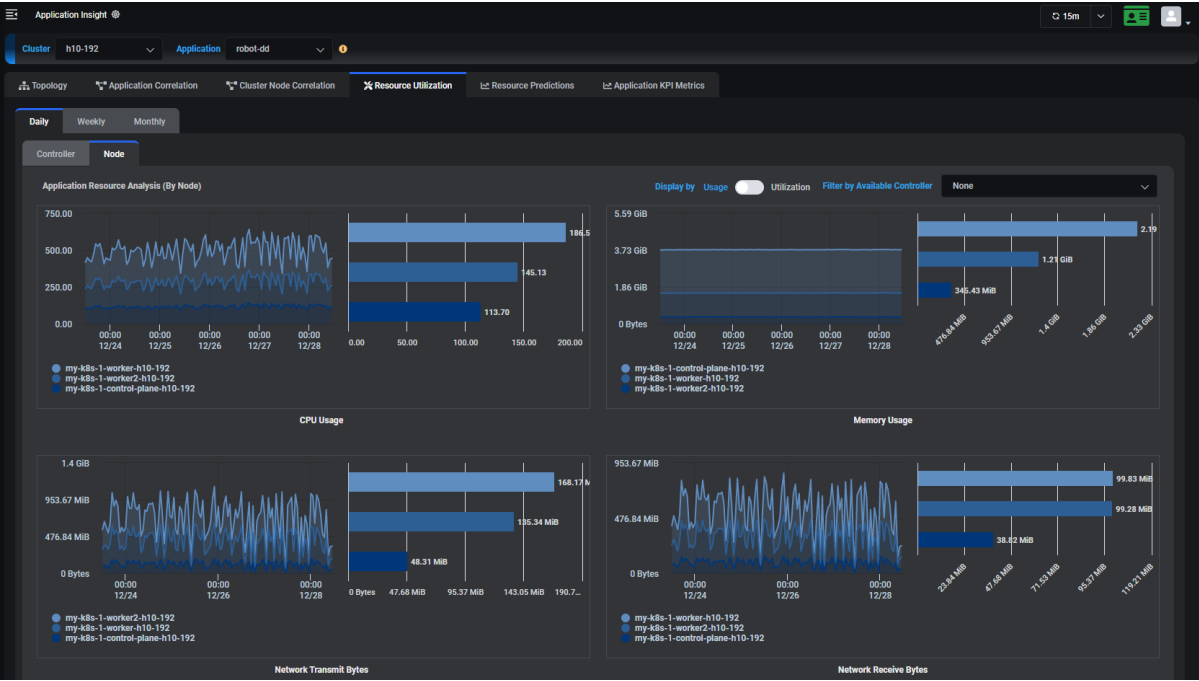 Application Insight
15m
Cluster h10-192 Application robot-dd
Topology Application Correlation Cluster Node Correlation Resource Utilization Resource Predictions Application KPI Metrics
Daily Weekly Monthly
Controller Node
Application Resource Analysis (By Node) Display by Usage Utilization Filter by Available Controller None
750.00
500.00
250.00
0.00
00:00 00:00 00:00 00:00 00:00
12/24 12/25 12/26 12/27 12/28
186.5
145.13
113.70
0.00 50.00 100.00 150.00 200.00
my-k8s-1-worker-h10-192
my-k8s-1-worker2-h10-192
my-k8s-1-control-plane-h10-192
CPU Usage
5.59 GiB
3.73 GiB
1.86 GiB
0 Bytes
00:00 00:00 00:00 00:00 00:00
12/24 12/25 12/26 12/27 12/28
2.19
1.21 GiB
345.43 MiB
476.84 MiB 953.67 MiB 1.4 GiB 1.86 GiB 2.33 GiB
my-k8s-1-control-plane-h10-192
my-k8s-1-worker-h10-192
my-k8s-1-worker2-h10-192
Memory Usage
1.4 GiB
953.67 MiB
476.84 MiB
0 Bytes
00:00 00:00 00:00
12/24 12/26 12/28
168.17 M
135.34 MiB
48.31 MiB
0 Bytes 47.68 MiB 95.37 MiB 143.05 MiB 190.7...
my-k8s-1-worker2-h10-192
my-k8s-1-worker-h10-192
my-k8s-1-control-plane-h10-192
Network Transmit Bytes
953.67 MiB
476.84 MiB
0 Bytes
00:00 00:00 00:00
12/24 12/26 12/28
99.83 MiB
99.28 MiB
38.82 MiB
23.84 MiB 47.68 MiB 71.53 MiB 95.37 MiB 119.21 MiB
my-k8s-1-worker-h10-192
my-k8s-1-worker2-h10-192
my-k8s-1-control-plane-h10-192
Network Receive Bytes